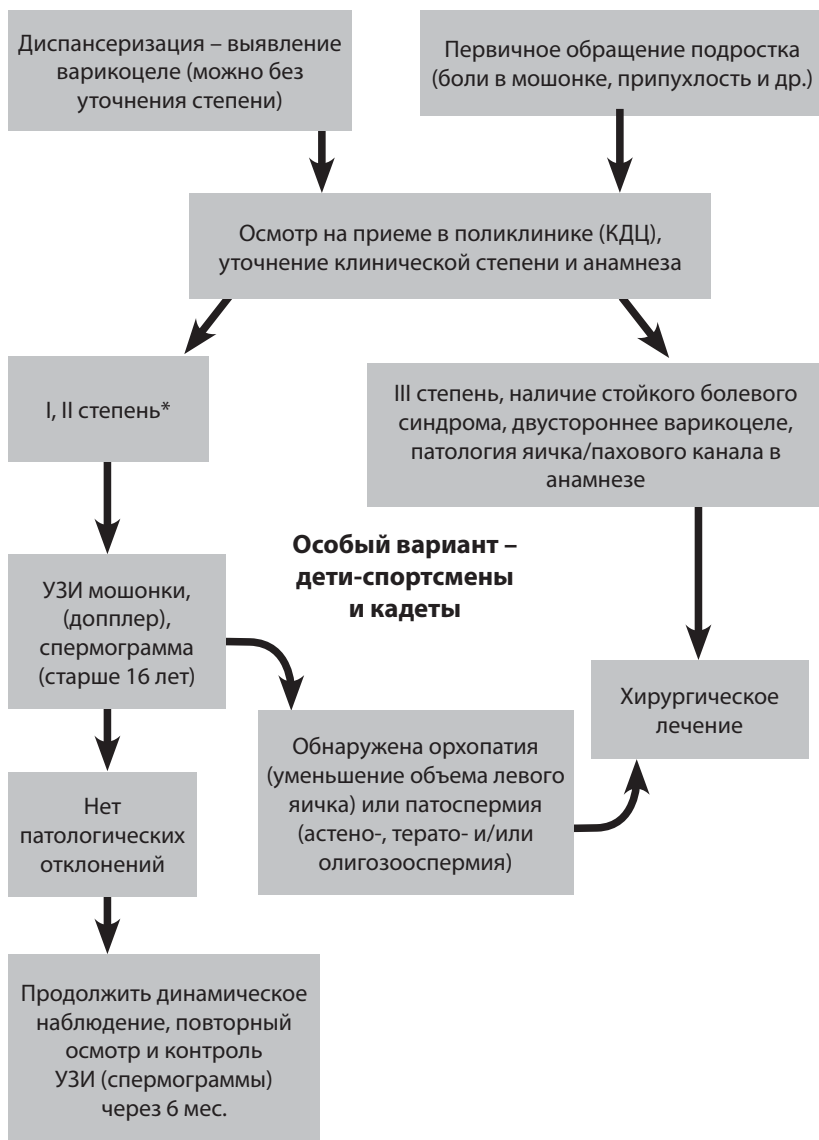 Диспансеризация – выявление
варикоцеле (можно без
уточнения степени)
Первичное обращение подростка
(боли в мошонке, припухлость и др.)
Осмотр на приеме в поликлинике (КДЦ),
уточнение клинической степени и анамнеза
I, II степень*
III степень, наличие стойкого болевого
синдрома, двустороннее варикоцеле,
патология яичка/пахового канала в
анамнезе
Особый вариант –
дети-спортсмены
и кадеты
УЗИ мошонки,
(допплер),
спермограмма
(старше 16 лет)
Хирургическое
лечение
Обнаружена орхопатия
(уменьшение объема левого
яичка) или патоспермия
(астено-, терато- и/или
олигозооспермия)
Нет
патологических
отклонений
Продолжить динамическое
наблюдение, повторный
осмотр и контроль
УЗИ (спермограммы)
через 6 мес.